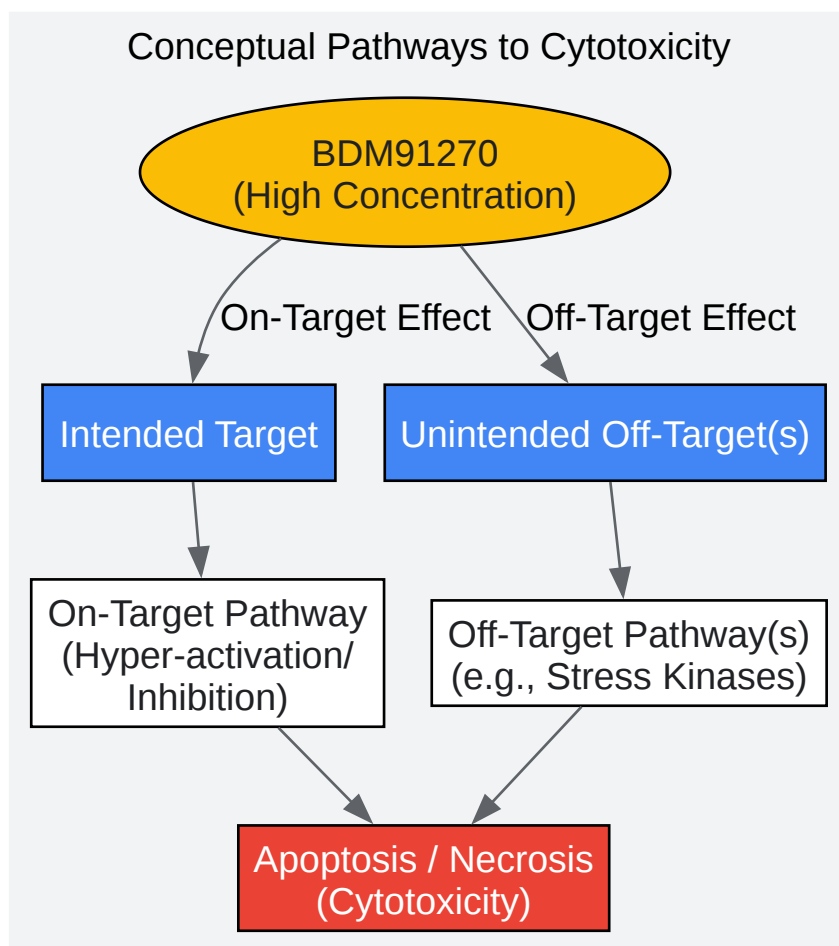 Conceptual Pathways to Cytotoxicity
BDM91270
(High Concentration)
On-Target Effect
Off-Target Effect
Intended Target
Unintended Off-Target(s)
On-Target Pathway
(Hyper-activation/
Inhibition)
Off-Target Pathway(s)
(e.g., Stress Kinases)
Apoptosis / Necrosis
(Cytotoxicity)